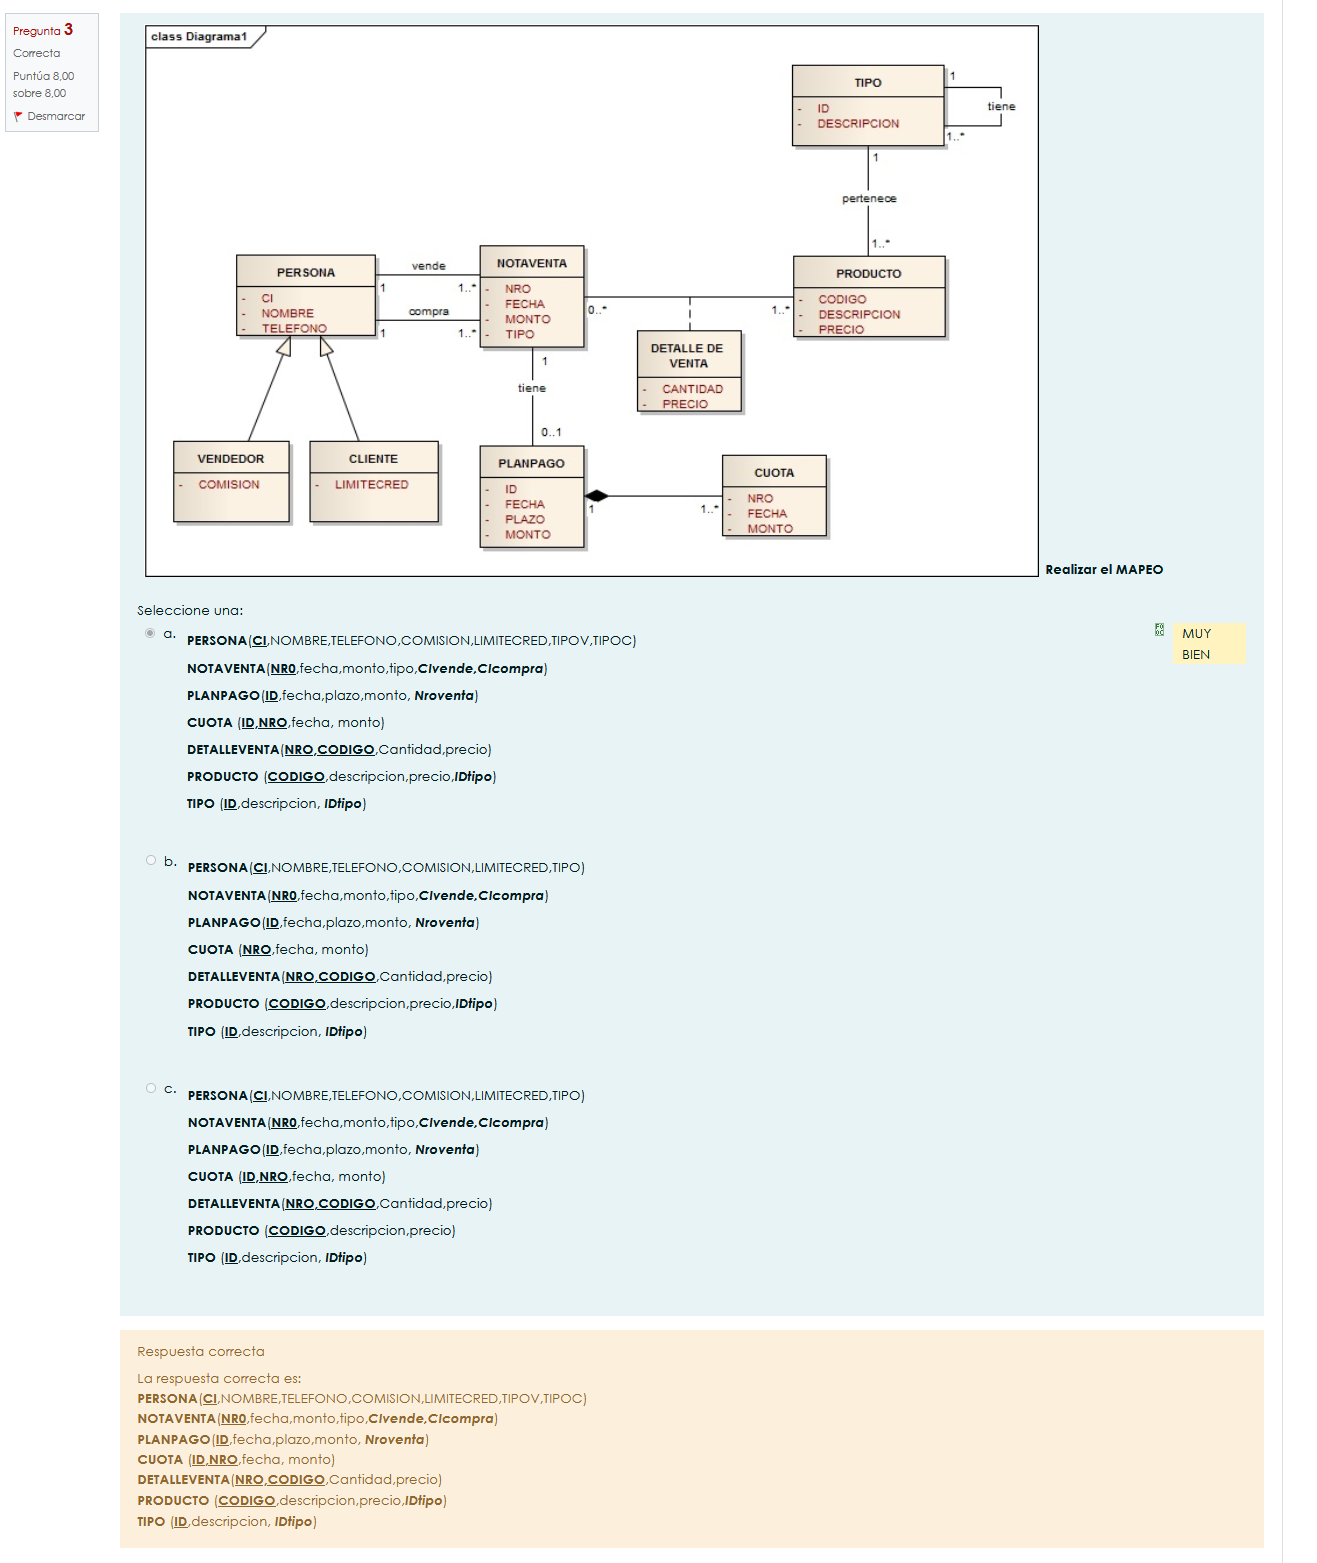 Pregunta 3
Correcta
Puntúa 8,00
sobre 8,00
Desmarcar
class Diagrama1
TIPO
- ID
- DESCRIPCION
1
tiene
1..*
1
pertenece
1..*
PERSONA
- CI
- NOMBRE
- TELEFONO
vende
1
1..*
compra
1
1..*
NOTAVENTA
- NRO
- FECHA
- MONTO
- TIPO
0..*
1..*
PRODUCTO
- CODIGO
- DESCRIPCION
- PRECIO
DETALLE DE
VENTA
- CANTIDAD
- PRECIO
1
tiene
0..1
VENDEDOR
- COMISION
CLIENTE
- LIMITECRED
PLANPAGO
- ID
- FECHA
- PLAZO
- MONTO
1
1..*
CUOTA
- NRO
- FECHA
- MONTO
Realizar el MAPEO
Seleccione una:
a. PERSONA(CI,NOMBRE,TELEFONO,COMISION,LIMITECRED,TIPOV,TIPOC)
NOTAVENTA(NR0,fecha,monto,tipo,CIvende,CIcompra)
PLANPAGO(ID,fecha,plazo,monto, Nroventa)
CUOTA (ID,NRO,fecha, monto)
DETALLEVENTA(NRO,CODIGO,Cantidad,precio)
PRODUCTO (CODIGO,descripcion,precio,IDtipo)
TIPO (ID,descripcion, IDtipo)
MUY
BIEN
b. PERSONA(CI,NOMBRE,TELEFONO,COMISION,LIMITECRED,TIPO)
NOTAVENTA(NR0,fecha,monto,tipo,CIvende,CIcompra)
PLANPAGO(ID,fecha,plazo,monto, Nroventa)
CUOTA (NRO,fecha, monto)
DETALLEVENTA(NRO,CODIGO,Cantidad,precio)
PRODUCTO (CODIGO,descripcion,precio,IDtipo)
TIPO (ID,descripcion, IDtipo)
c. PERSONA(CI,NOMBRE,TELEFONO,COMISION,LIMITECRED,TIPO)
NOTAVENTA(NR0,fecha,monto,tipo,CIvende,CIcompra)
PLANPAGO(ID,fecha,plazo,monto, Nroventa)
CUOTA (ID,NRO,fecha, monto)
DETALLEVENTA(NRO,CODIGO,Cantidad,precio)
PRODUCTO (CODIGO,descripcion,precio)
TIPO (ID,descripcion, IDtipo)
Respuesta correcta
La respuesta correcta es:
PERSONA(CI,NOMBRE,TELEFONO,COMISION,LIMITECRED,TIPOV,TIPOC)
NOTAVENTA(NR0,fecha,monto,tipo,CIvende,CIcompra)
PLANPAGO(ID,fecha,plazo,monto, Nroventa)
CUOTA (ID,NRO,fecha, monto)
DETALLEVENTA(NRO,CODIGO,Cantidad,precio)
PRODUCTO (CODIGO,descripcion,precio,IDtipo)
TIPO (ID,descripcion, IDtipo)